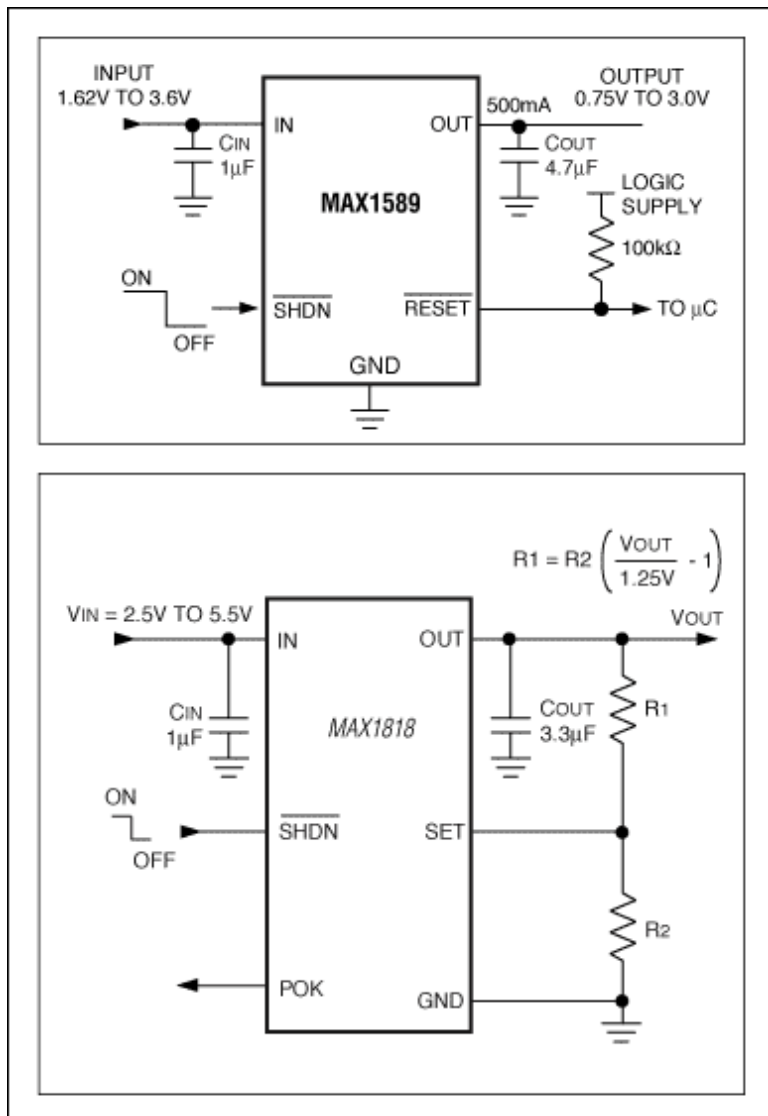 INPUT
1.62V TO 3.6V
OUTPUT
0.75V TO 3.0V
500mA
IN
OUT
CIN
1µF
COUT
4.7µF
MAX1589
LOGIC
SUPPLY
100kΩ
ON
OFF
SHDN
RESET
TO µC
GND
R1 = R2 (VOUT/1.25V - 1)
VIN = 2.5V TO 5.5V
VOUT
IN
OUT
CIN
1µF
MAX1818
COUT
3.3µF
R1
ON
OFF
SHDN
SET
R2
POK
GND